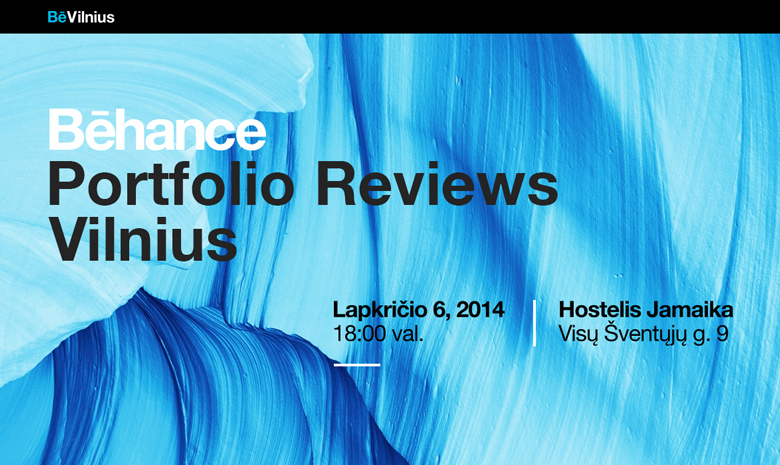 BēVilnius
Bēhance
Portfolio Reviews
Vilnius
Lapkričio 6, 2014
18:00 val.
Hostelis Jamaika
Visų Šventųjų g. 9